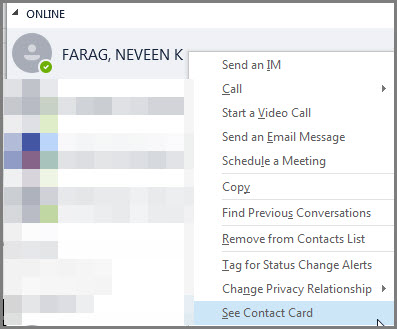 ONLINE
FARAG, NEVEEN K
Send an IM
Call
Start a Video Call
Send an Email Message
Schedule a Meeting
Copy
Find Previous Conversations
Remove from Contacts List
Tag for Status Change Alerts
Change Privacy Relationship
See Contact Card